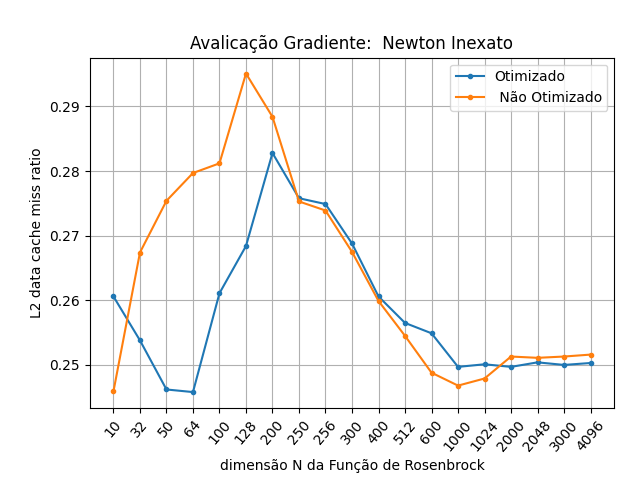 Avalicação Gradiente:  Newton Inexato
Otimizado
Não Otimizado
L2 data cache miss ratio
0.29
0.28
0.27
0.26
0.25
10 32 50 64 100 128 200 250 256 300 400 512 600 1000 1024 2000 2048 3000 4096
dimensão N da Função de Rosenbrock